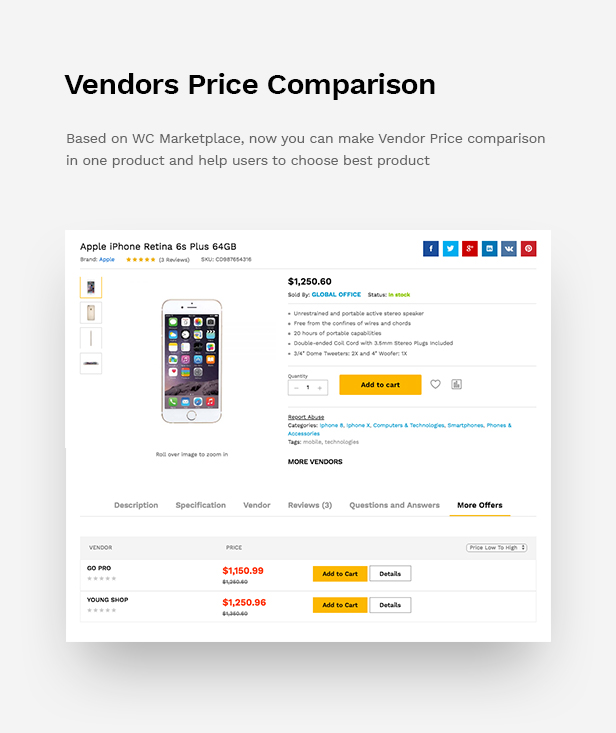 Vendors Price Comparison
Based on WC Marketplace, now you can make Vendor Price comparison
in one product and help users to choose best product
Apple iPhone Retina 6s Plus 64GB
Brand: Apple (3 Reviews) SKU: CO987654316
$1,250.60
Sold By: GLOBAL OFFICE Status: In stock
Unrestrained and portable active stereo speaker
Free from the confines of wires and chords
20 hours of portable capabilities
Double-ended Coil Cord with 3.5mm Stereo Plugs Included
3/4″ Dome Tweeters: 2X and 4″ Woofer: 1X
Quantity
− 1 + Add to cart
Report Abuse
Categories: Iphone 8, Iphone X, Computers & Technologies, Smartphones, Phones &
Accessories
Tags: mobile, technologies
Roll over image to zoom in
MORE VENDORS
Description Specification Vendor Reviews (3) Questions and Answers More Offers
VENDOR PRICE Price Low To High
GO PRO $1,150.99 Add to Cart Details
$1,250.60
YOUNG SHOP $1,250.96 Add to Cart Details
$1,350.60